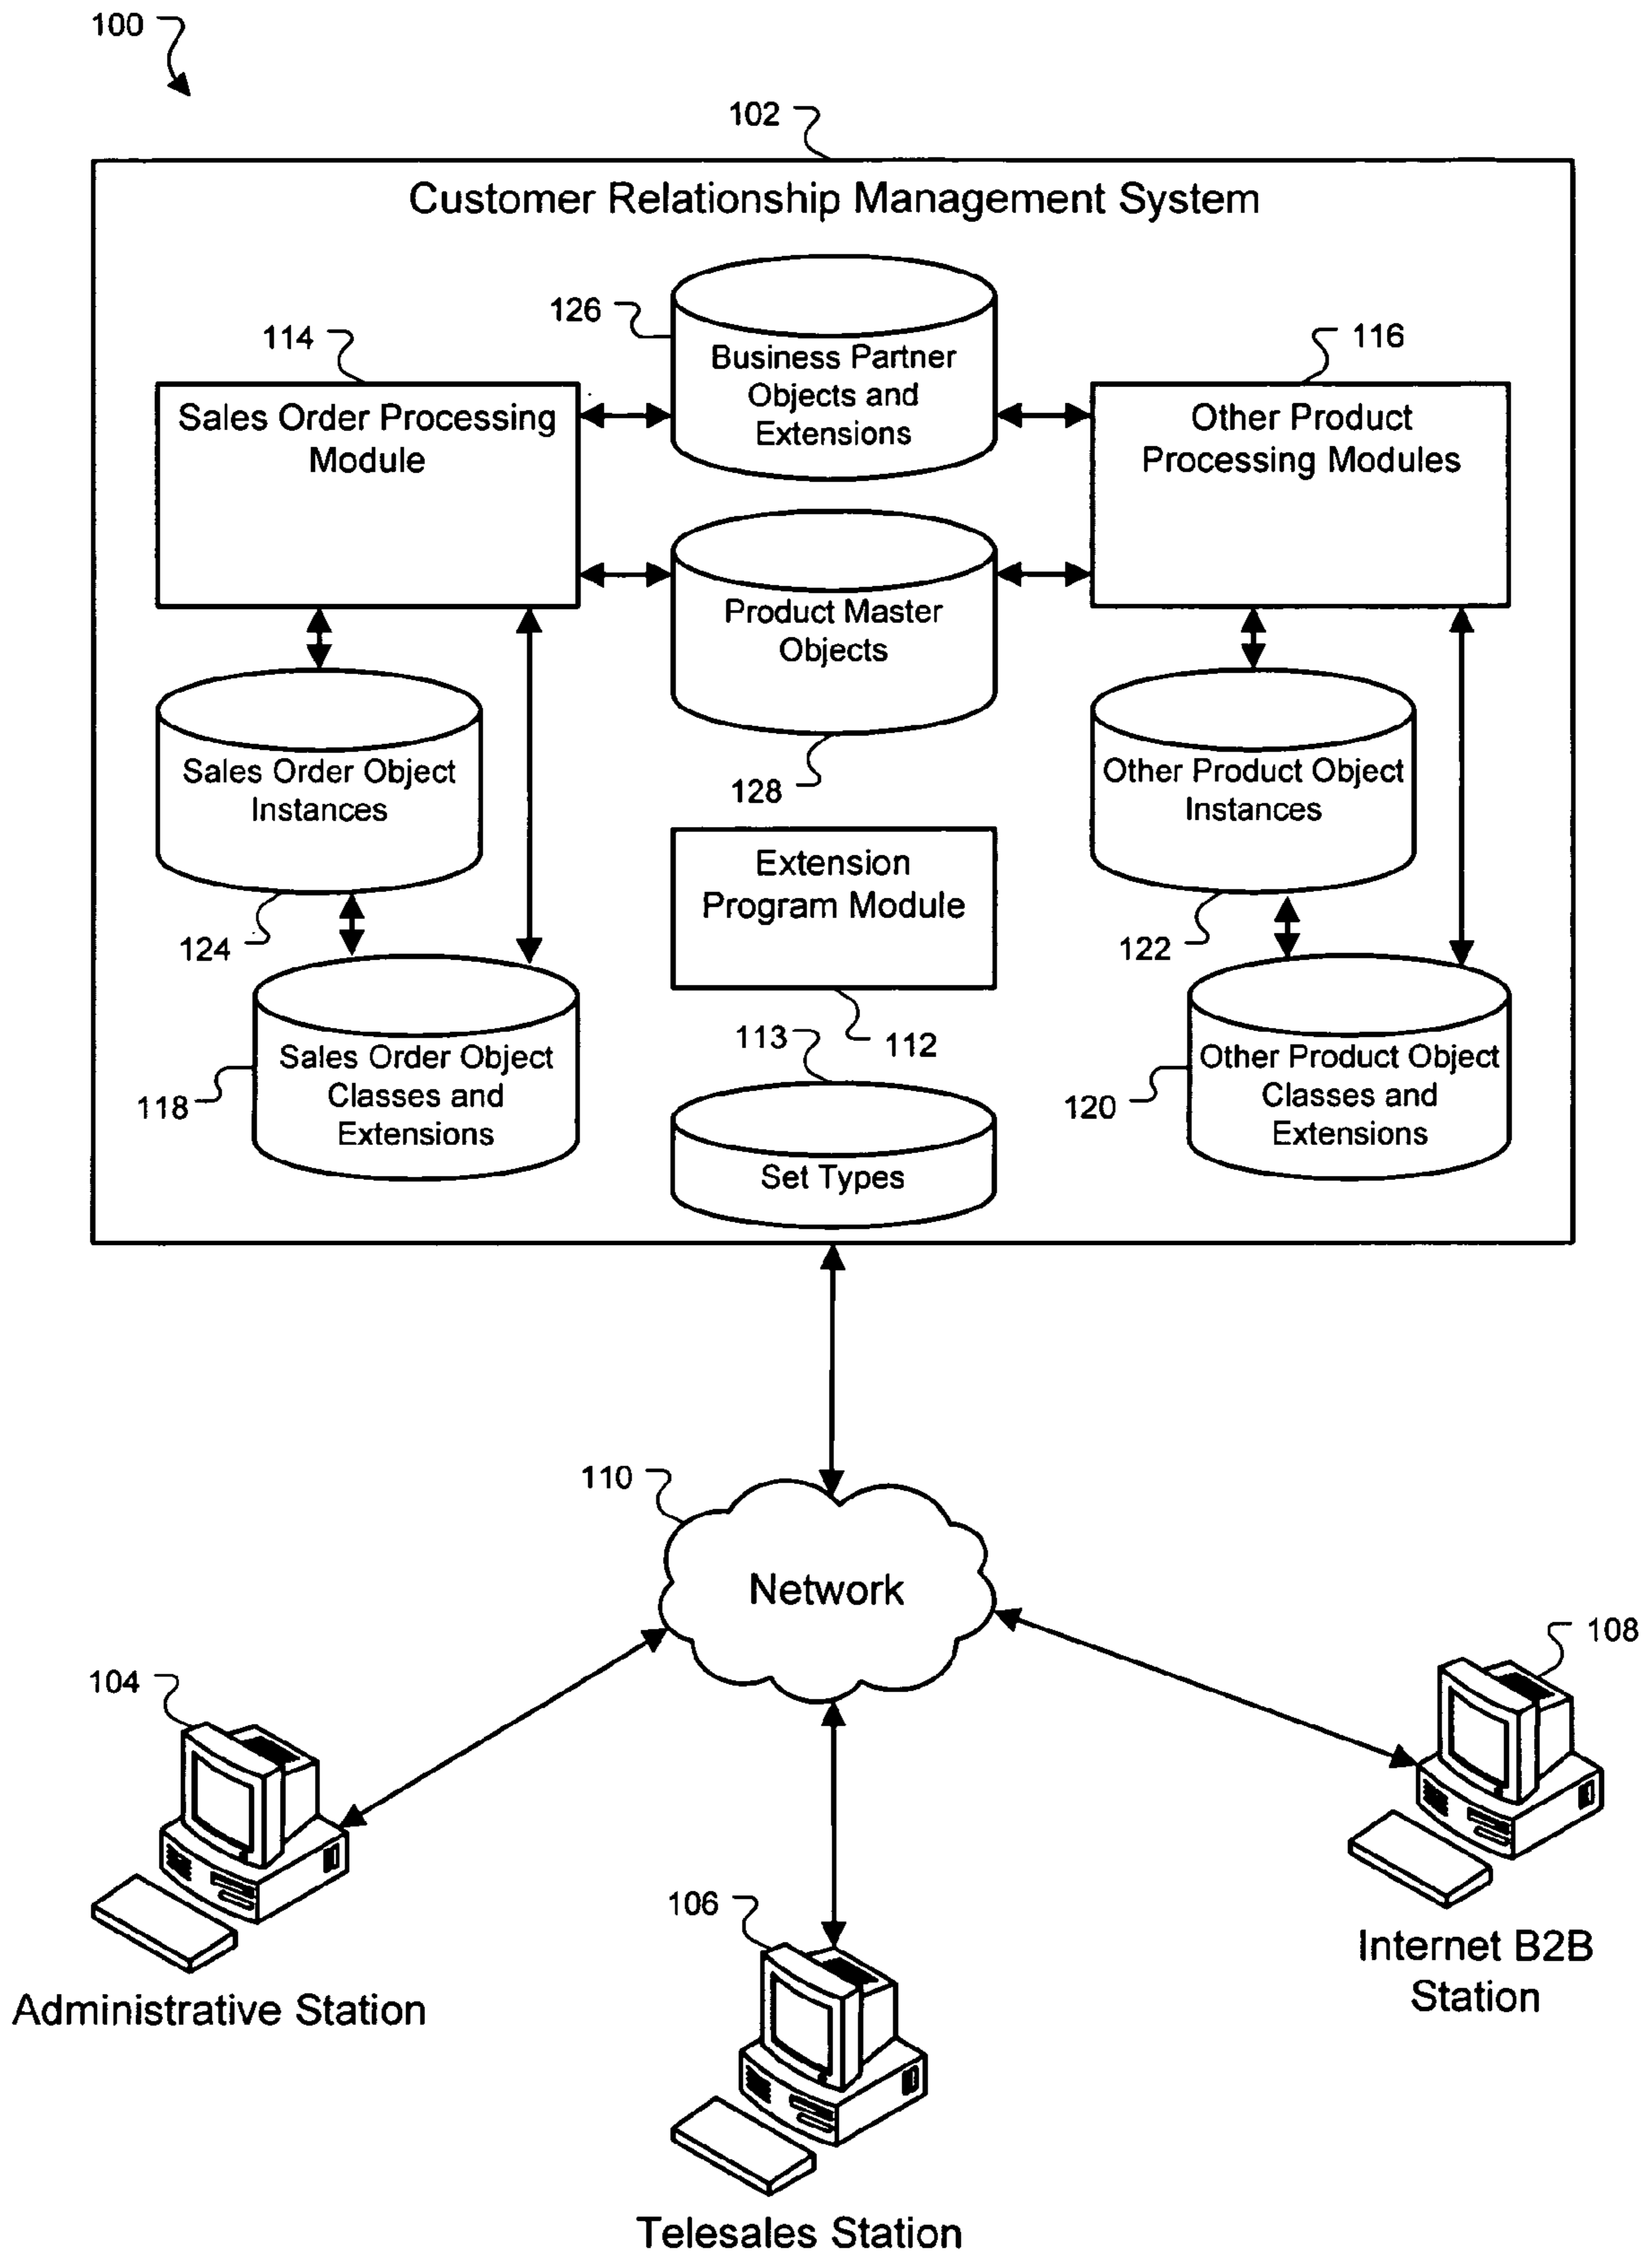 100
102
Customer Relationship Management System
126
Business Partner
Objects and
Extensions
114
Sales Order Processing
Module
116
Other Product
Processing Modules
Product Master
Objects
128
Sales Order Object
Instances
124
Other Product Object
Instances
122
Extension
Program Module
112
113
Set Types
Sales Order Object
Classes and
Extensions
118
Other Product Object
Classes and
Extensions
120
110
Network
104
Administrative Station
106
Telesales Station
108
Internet B2B
Station